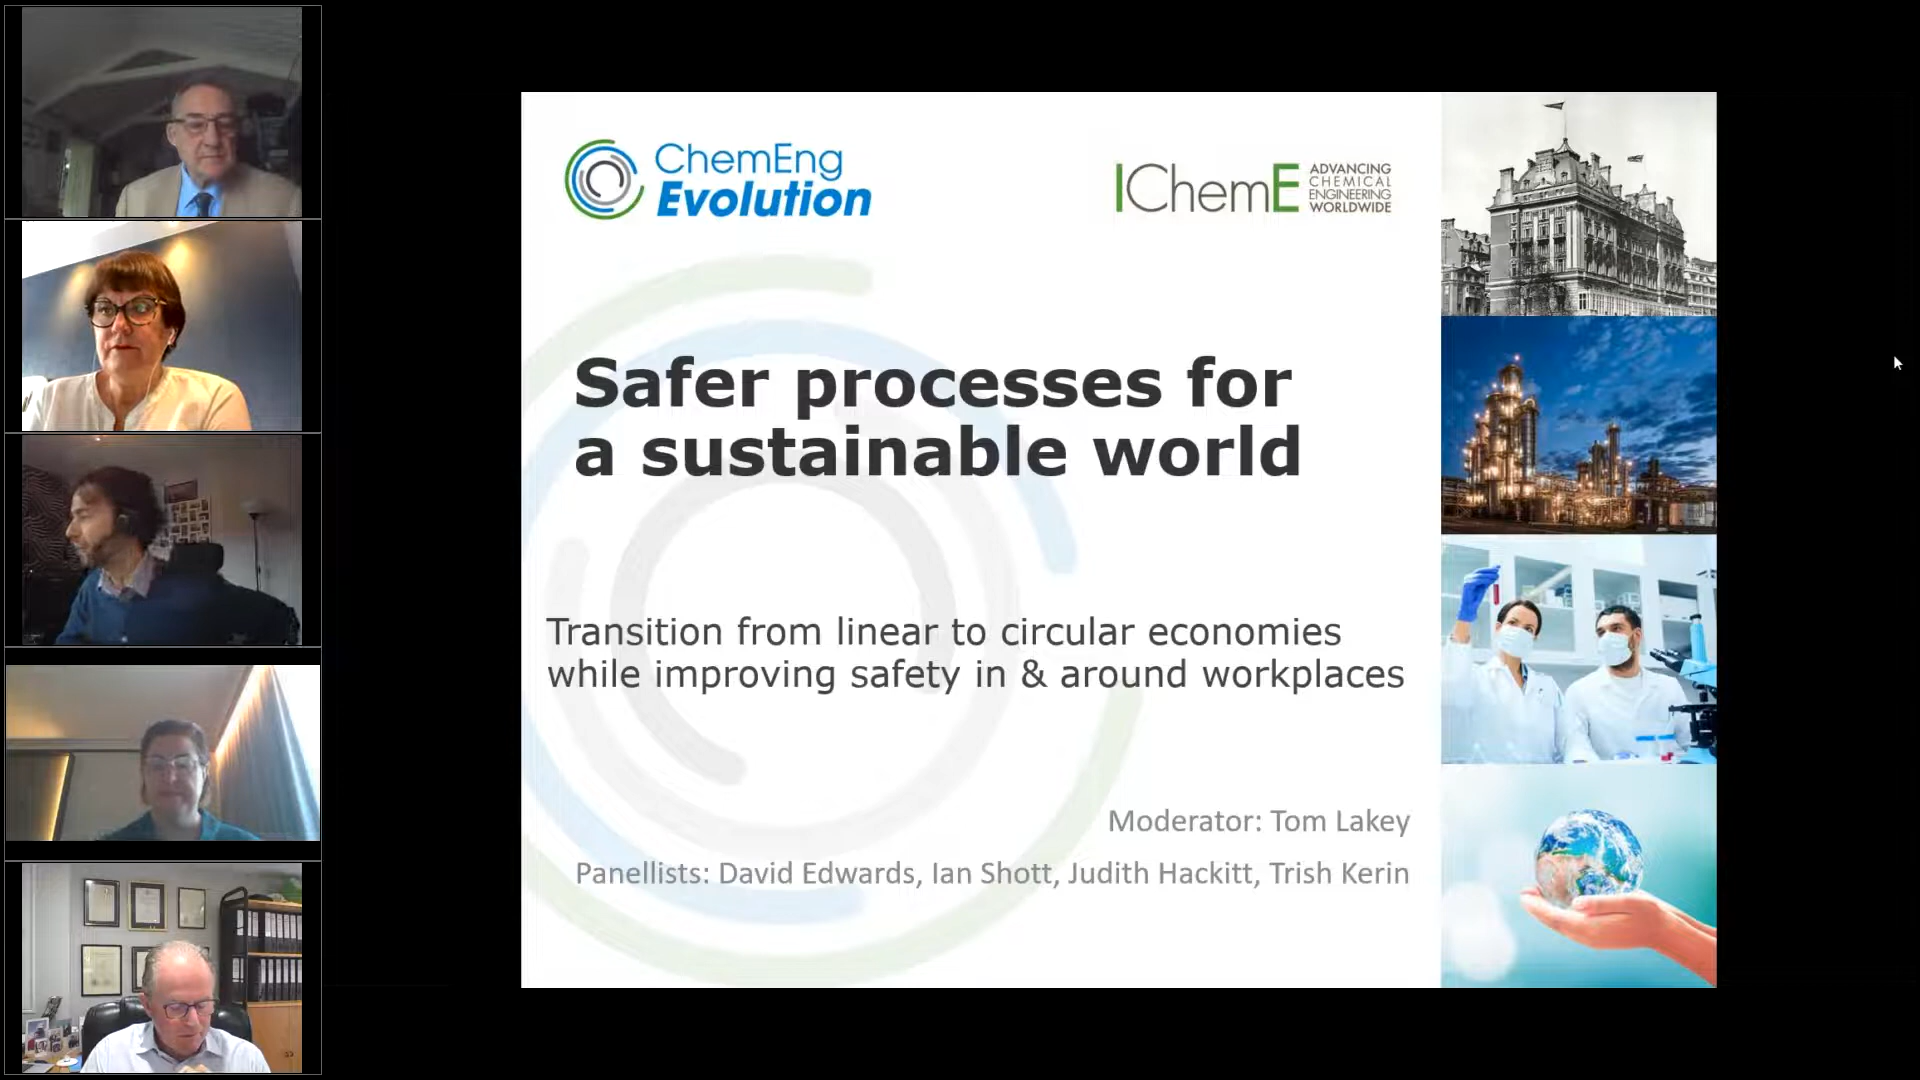 ChemEng
Evolution
IChemE
ADVANCING
CHEMICAL
ENGINEERING
WORLDWIDE
Safer processes for
a sustainable world
Transition from linear to circular economies
while improving safety in & around workplaces
Moderator: Tom Lakey
Panellists: David Edwards, Ian Shott, Judith Hackitt, Trish Kerin